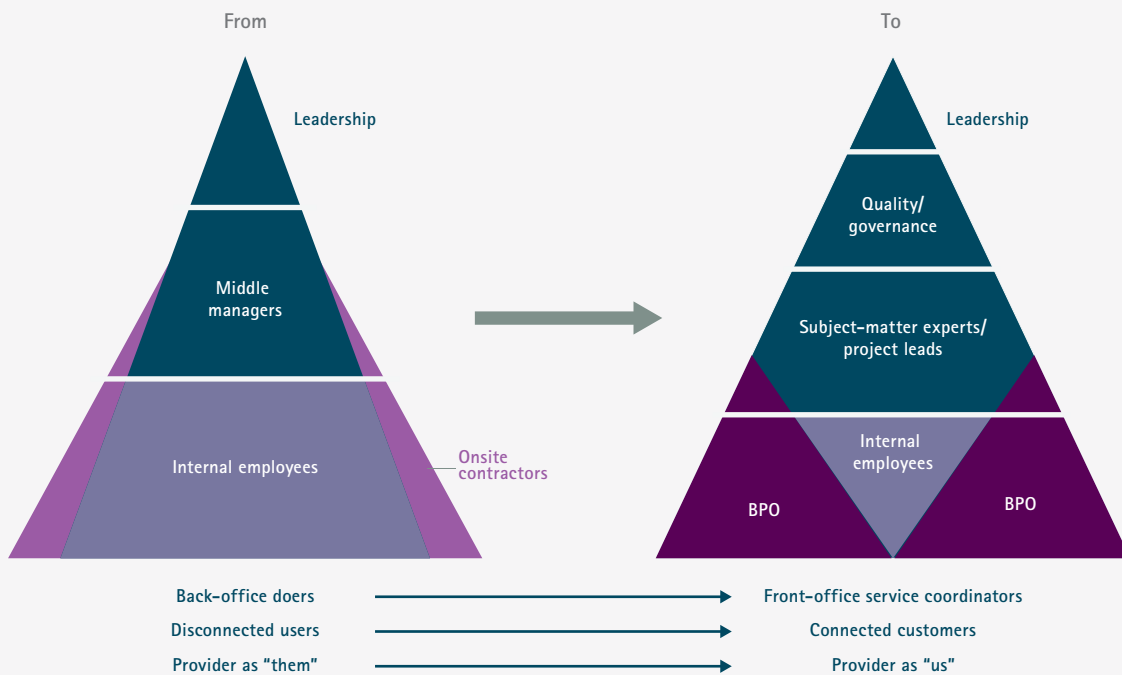 From
Leadership
Middle
managers
Internal employees
Onsite
contractors
To
Leadership
Quality/
governance
Subject-matter experts/
project leads
Internal
employees
BPO
BPO
Back-office doers
Front-office service coordinators
Disconnected users
Connected customers
Provider as “them”
Provider as “us”